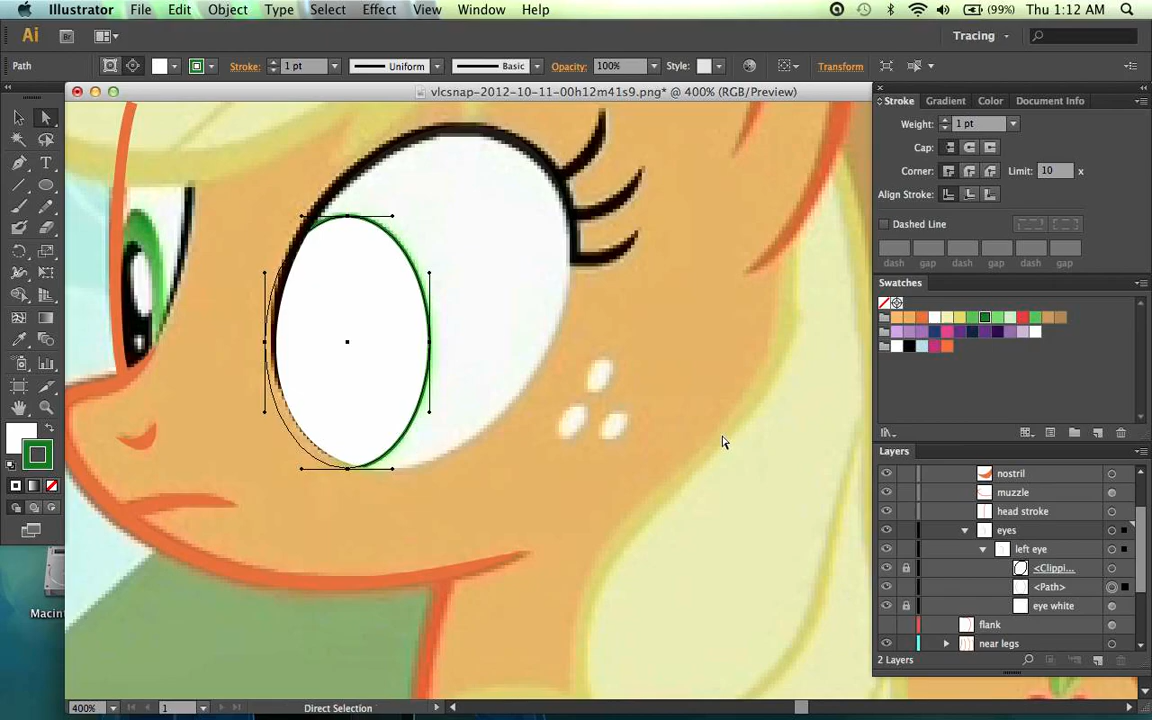 Illustrator File Edit Object Type Select Effect View Window Help (99%) Thu 1:12 AM
Ai Br Tracing
Path Stroke: 1 pt Uniform Basic Opacity: 100% Style: Transform
vlcsnap-2012-10-11-00h12m41s9.png* @ 400% (RGB/Preview)
Stroke Gradient Color Document Info
Weight: 1 pt
Cap:
Corner: Limit: 10 x
Align Stroke:
Dashed Line
dash gap dash gap dash gap
Swatches
Layers
nostril
muzzle
head stroke
eyes
left eye
<Clippi...
<Path>
eye white
flank
near legs
2 Layers
Macint
400% 1 Direct Selection